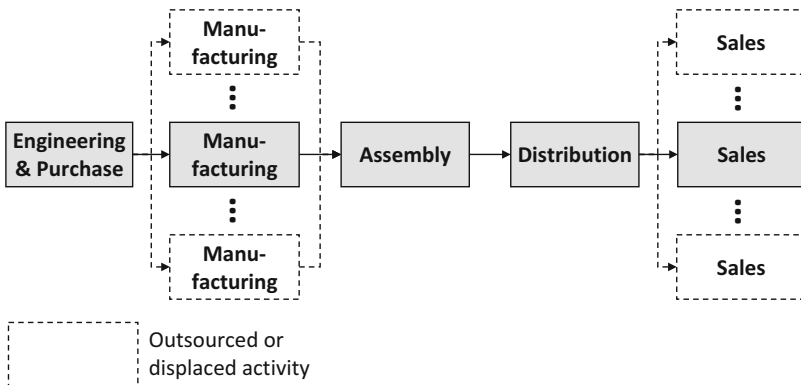 Manu-
facturing
Sales
Engineering
& Purchase
Manu-
facturing
Assembly
Distribution
Sales
Manu-
facturing
Sales
Outsourced or
displaced activity